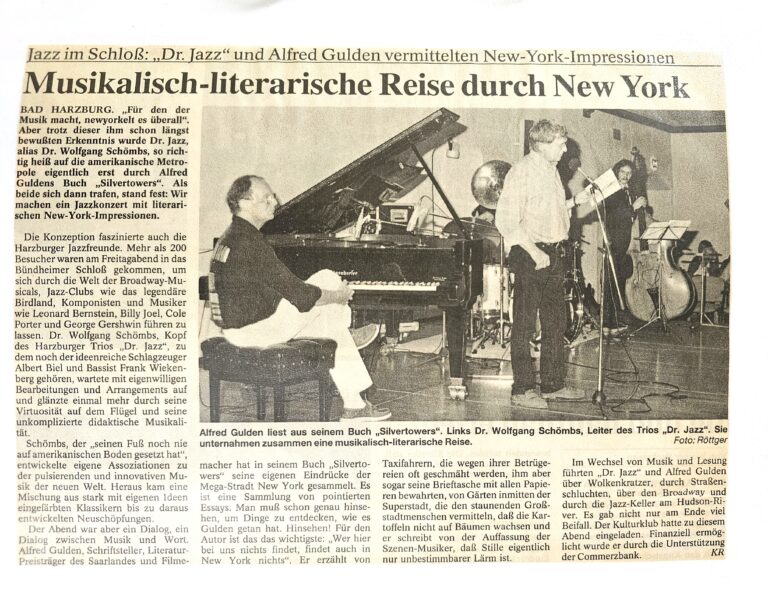 Jazz im Schloß: „Dr. Jazz“ und Alfred Gulden vermittelten New-York-Impressionen
Musikalisch-literarische Reise durch New York
BAD HARZBURG. „Für den der
Musik macht, newyorkelt es überall“.
Aber trotz dieser ihm schon längst
bewußten Erkenntnis wurde Dr. Jazz,
alias Dr. Wolfgang Schömbs, so rich-
tig heiß auf die amerikanische Metro-
pole eigentlich erst durch Alfred
Guldens Buch „Silvertowers“. Als
beide sich dann trafen, stand fest: Wir
machen ein Jazzkonzert mit literari-
schen New-York-Impressionen.
Die Konzeption faszinierte auch die
Harzburger Jazzfreunde. Mehr als 200
Besucher waren am Freitagabend in das
Bündheimer Schloß gekommen, um
sich durch die Welt der Broadway-Mu-
sicals, Jazz-Clubs wie das legendäre
Birdland, Komponisten und Musiker
wie Leonard Bernstein, Billy Joel, Cole
Porter und George Gershwin führen zu
lassen. Dr. Wolfgang Schömbs, Kopf
des Harzburger Trios „Dr. Jazz“, zu
dem noch der ideenreiche Schlagzeuger
Albert Biel und Bassist Frank Wieken-
berg gehören, wartete mit eigenwilligen
Bearbeitungen und Arrangements auf
und glänzte einmal mehr durch seine
Virtuosität auf dem Flügel und seine
unkomplizierte didaktische Musikali-
tät.
Schömbs, der „seinen Fuß noch nie
auf amerikanischen Boden gesetzt hat“,
entwickelte eigene Assoziationen zu
der pulsierenden und innovativen Mu-
sik der neuen Welt. Heraus kam eine
Mischung aus stark mit eigenen Ideen
eingefärbten Klassikern bis zu daraus
entwickelten Neuschöpfungen.
Der Abend war aber ein Dialog, ein
Dialog zwischen Musik und Wort.
Alfred Gulden, Schriftsteller, Literatur-
Preisträger des Saarlandes und Filme-
Alfred Gulden liest aus seinem Buch „Silvertowers“. Links Dr. Wolfgang Schömbs, Leiter des Trios „Dr. Jazz“. Sie
unternahmen zusammen eine musikalisch-literarische Reise.
Foto: Röttger
macher hat in seinem Buch „Silverto-
wers“ seine eigenen Eindrücke der
Mega-Stradt New York gesammelt. Es
ist eine Sammlung von pointierten
Essays. Man muß schon genau hinse-
hen, um Dinge zu entdecken, wie es
Gulden getan hat. Hinsehen! Für den
Autor ist das das wichtigste: „Wer hier
bei uns nichts findet, findet auch in
New York nichts“. Er erzählt von
Taxifahrern, die wegen ihrer Betrüge-
reien oft geschmäht werden, ihm aber
sogar seine Brieftasche mit allen Papie-
ren bewahrten, von Gärten inmitten der
Superstadt, die den staunenden Groß-
stadtmenschen vermitteln, daß die Kar-
toffeln nicht auf Bäumen wachsen und
er schreibt von der Auffassung der
Szenen-Musiker, daß Stille eigentlich
nur unbestimmbarer Lärm ist.
Im Wechsel von Musik und Lesung
führten „Dr. Jazz“ und Alfred Gulden
über Wolkenkratzer, durch Straßen-
schluchten, über den Broadway und
durch die Jazz-Keller am Hudson-Ri-
ver. Es gab nicht nur am Ende viel
Beifall. Der Kulturklub hatte zu diesem
Abend eingeladen. Finanziell ermög-
licht wurde er durch die Unterstützung
der Commerzbank.
KR